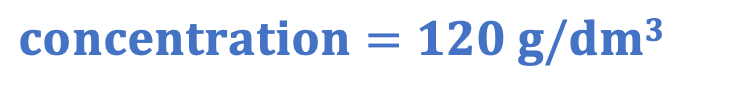 concentration = 120 g/dm³